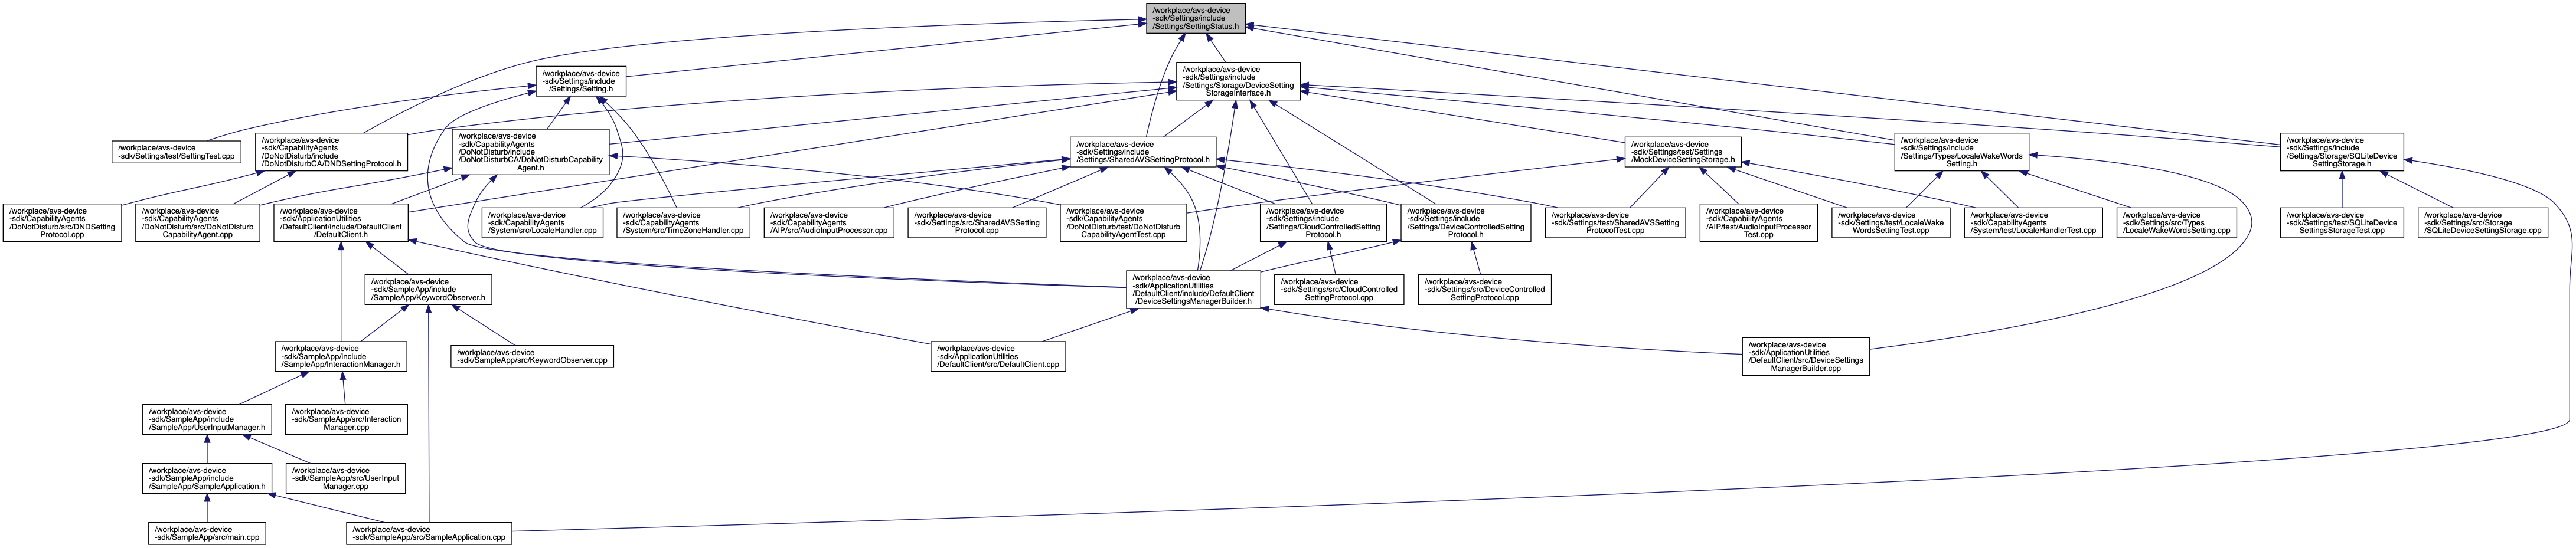 /workplace/avs-device
-sdk/Settings/include
/Settings/SettingStatus.h
/workplace/avs-device
-sdk/Settings/include
/Settings/Setting.h
/workplace/avs-device
-sdk/Settings/include
/Settings/Storage/DeviceSetting
StorageInterface.h
/workplace/avs-device
-sdk/Settings/test/SettingTest.cpp
/workplace/avs-device
-sdk/CapabilityAgents
/DoNotDisturb/include
/DoNotDisturbCA/DNDSettingProtocol.h
/workplace/avs-device
-sdk/CapabilityAgents
/DoNotDisturb/include
/DoNotDisturbCA/DoNotDisturbCapability
Agent.h
/workplace/avs-device
-sdk/Settings/include
/Settings/SharedAVSSettingProtocol.h
/workplace/avs-device
-sdk/Settings/test/Settings
/MockDeviceSettingStorage.h
/workplace/avs-device
-sdk/Settings/include
/Settings/Types/LocaleWakeWords
Setting.h
/workplace/avs-device
-sdk/Settings/include
/Settings/Storage/SQLiteDevice
SettingStorage.h
/workplace/avs-device
-sdk/CapabilityAgents
/DoNotDisturb/src/DNDSetting
Protocol.cpp
/workplace/avs-device
-sdk/CapabilityAgents
/DoNotDisturb/src/DoNotDisturb
CapabilityAgent.cpp
/workplace/avs-device
-sdk/ApplicationUtilities
/DefaultClient/include/DefaultClient
/DefaultClient.h
/workplace/avs-device
-sdk/CapabilityAgents
/System/src/LocaleHandler.cpp
/workplace/avs-device
-sdk/CapabilityAgents
/System/src/TimeZoneHandler.cpp
/workplace/avs-device
-sdk/CapabilityAgents
/AIP/src/AudioInputProcessor.cpp
/workplace/avs-device
-sdk/Settings/src/SharedAVSSetting
Protocol.cpp
/workplace/avs-device
-sdk/CapabilityAgents
/DoNotDisturb/test/DoNotDisturb
CapabilityAgentTest.cpp
/workplace/avs-device
-sdk/Settings/include
/Settings/CloudControlledSetting
Protocol.h
/workplace/avs-device
-sdk/Settings/include
/Settings/DeviceControlledSetting
Protocol.h
/workplace/avs-device
-sdk/Settings/test/SharedAVSSetting
ProtocolTest.cpp
/workplace/avs-device
-sdk/CapabilityAgents
/AIP/test/AudioInputProcessor
Test.cpp
/workplace/avs-device
-sdk/Settings/test/LocaleWake
WordsSettingTest.cpp
/workplace/avs-device
-sdk/CapabilityAgents
/System/test/LocaleHandlerTest.cpp
/workplace/avs-device
-sdk/Settings/src/Types
/LocaleWakeWordsSetting.cpp
/workplace/avs-device
-sdk/Settings/test/SQLiteDevice
SettingsStorageTest.cpp
/workplace/avs-device
-sdk/Settings/src/Storage
/SQLiteDeviceSettingStorage.cpp
/workplace/avs-device
-sdk/SampleApp/include
/SampleApp/KeywordObserver.h
/workplace/avs-device
-sdk/ApplicationUtilities
/DefaultClient/include/DefaultClient
/DeviceSettingsManagerBuilder.h
/workplace/avs-device
-sdk/Settings/src/CloudControlled
SettingProtocol.cpp
/workplace/avs-device
-sdk/Settings/src/DeviceControlled
SettingProtocol.cpp
/workplace/avs-device
-sdk/SampleApp/include
/SampleApp/InteractionManager.h
/workplace/avs-device
-sdk/SampleApp/src/KeywordObserver.cpp
/workplace/avs-device
-sdk/ApplicationUtilities
/DefaultClient/src/DefaultClient.cpp
/workplace/avs-device
-sdk/ApplicationUtilities
/DefaultClient/src/DeviceSettings
ManagerBuilder.cpp
/workplace/avs-device
-sdk/SampleApp/include
/SampleApp/UserInputManager.h
/workplace/avs-device
-sdk/SampleApp/src/Interaction
Manager.cpp
/workplace/avs-device
-sdk/SampleApp/include
/SampleApp/SampleApplication.h
/workplace/avs-device
-sdk/SampleApp/src/UserInput
Manager.cpp
/workplace/avs-device
-sdk/SampleApp/src/main.cpp
/workplace/avs-device
-sdk/SampleApp/src/SampleApplication.cpp